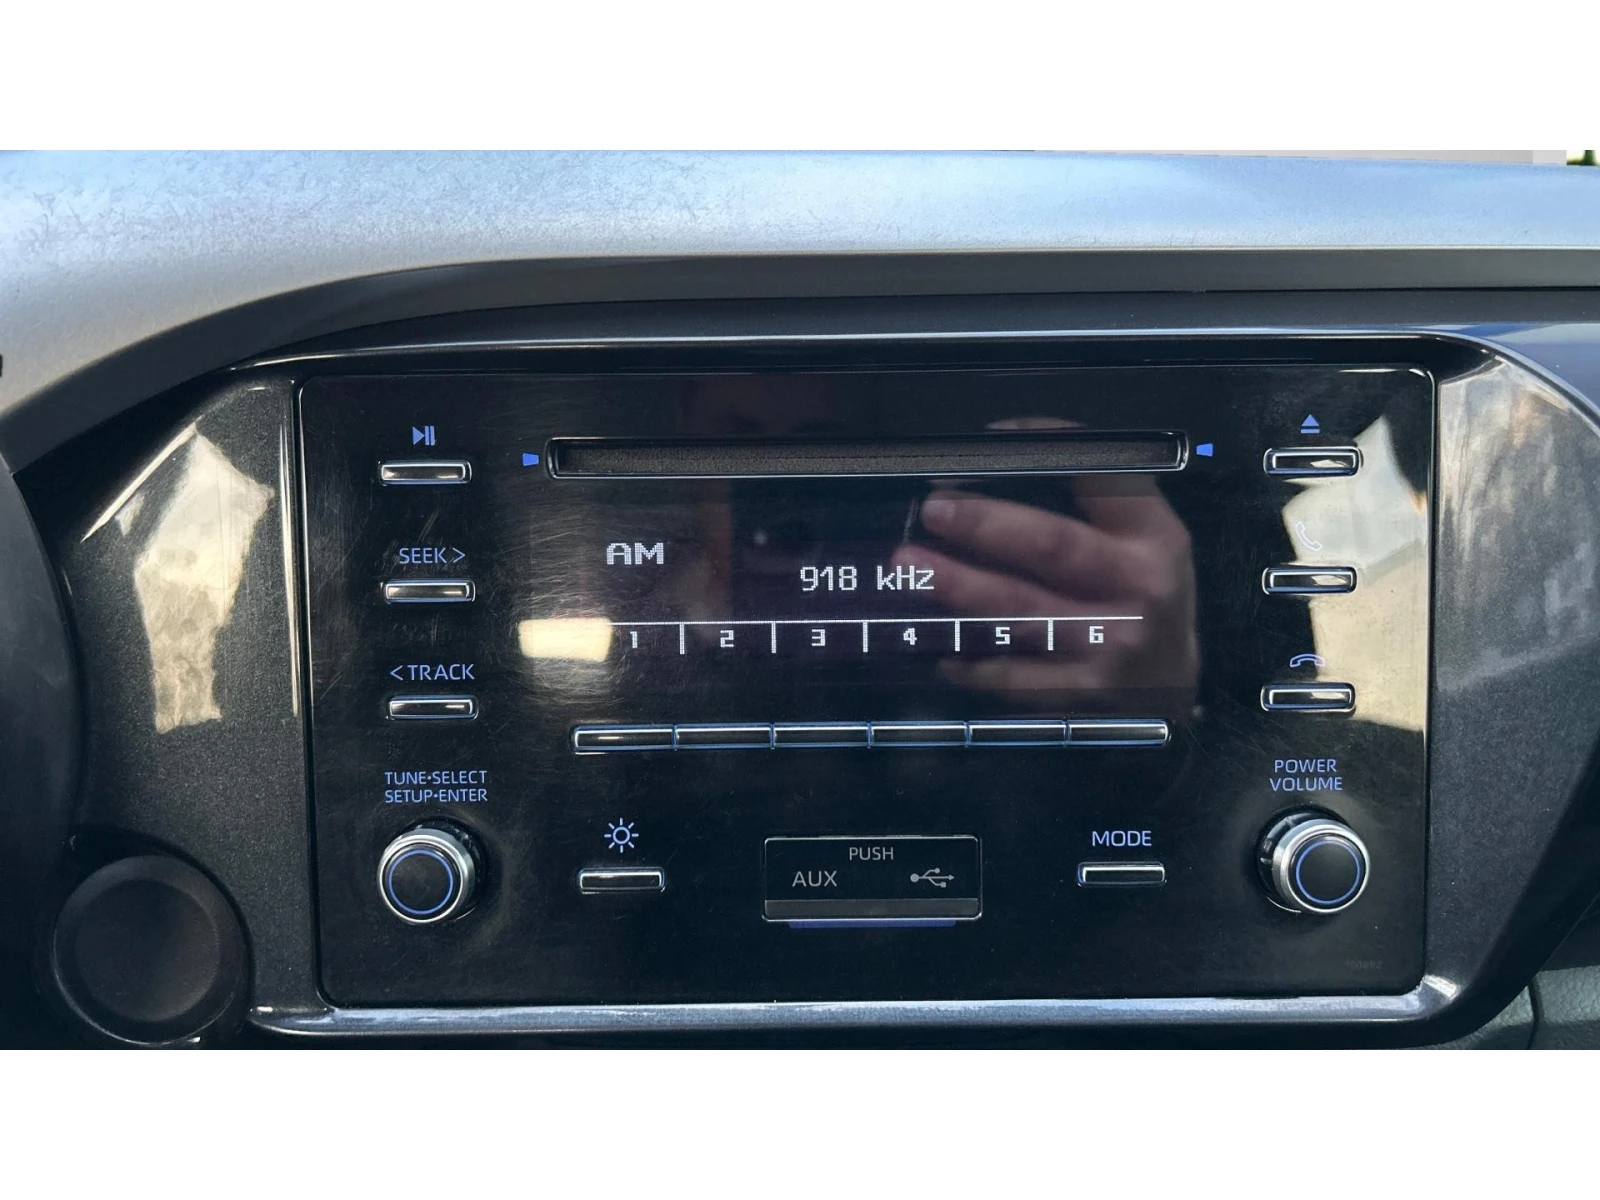 SEEK >
AM
918 kHz
1 2 3 4 5 6
< TRACK
TUNE•SELECT
SETUP•ENTER
POWER
VOLUME
PUSH
AUX
MODE